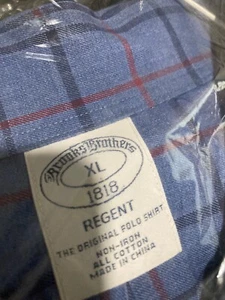 Brooks Brothers
XL
1818
REGENT
THE ORIGINAL POLO SHIRT
NON-IRON
ALL COTTON
MADE IN CHINA